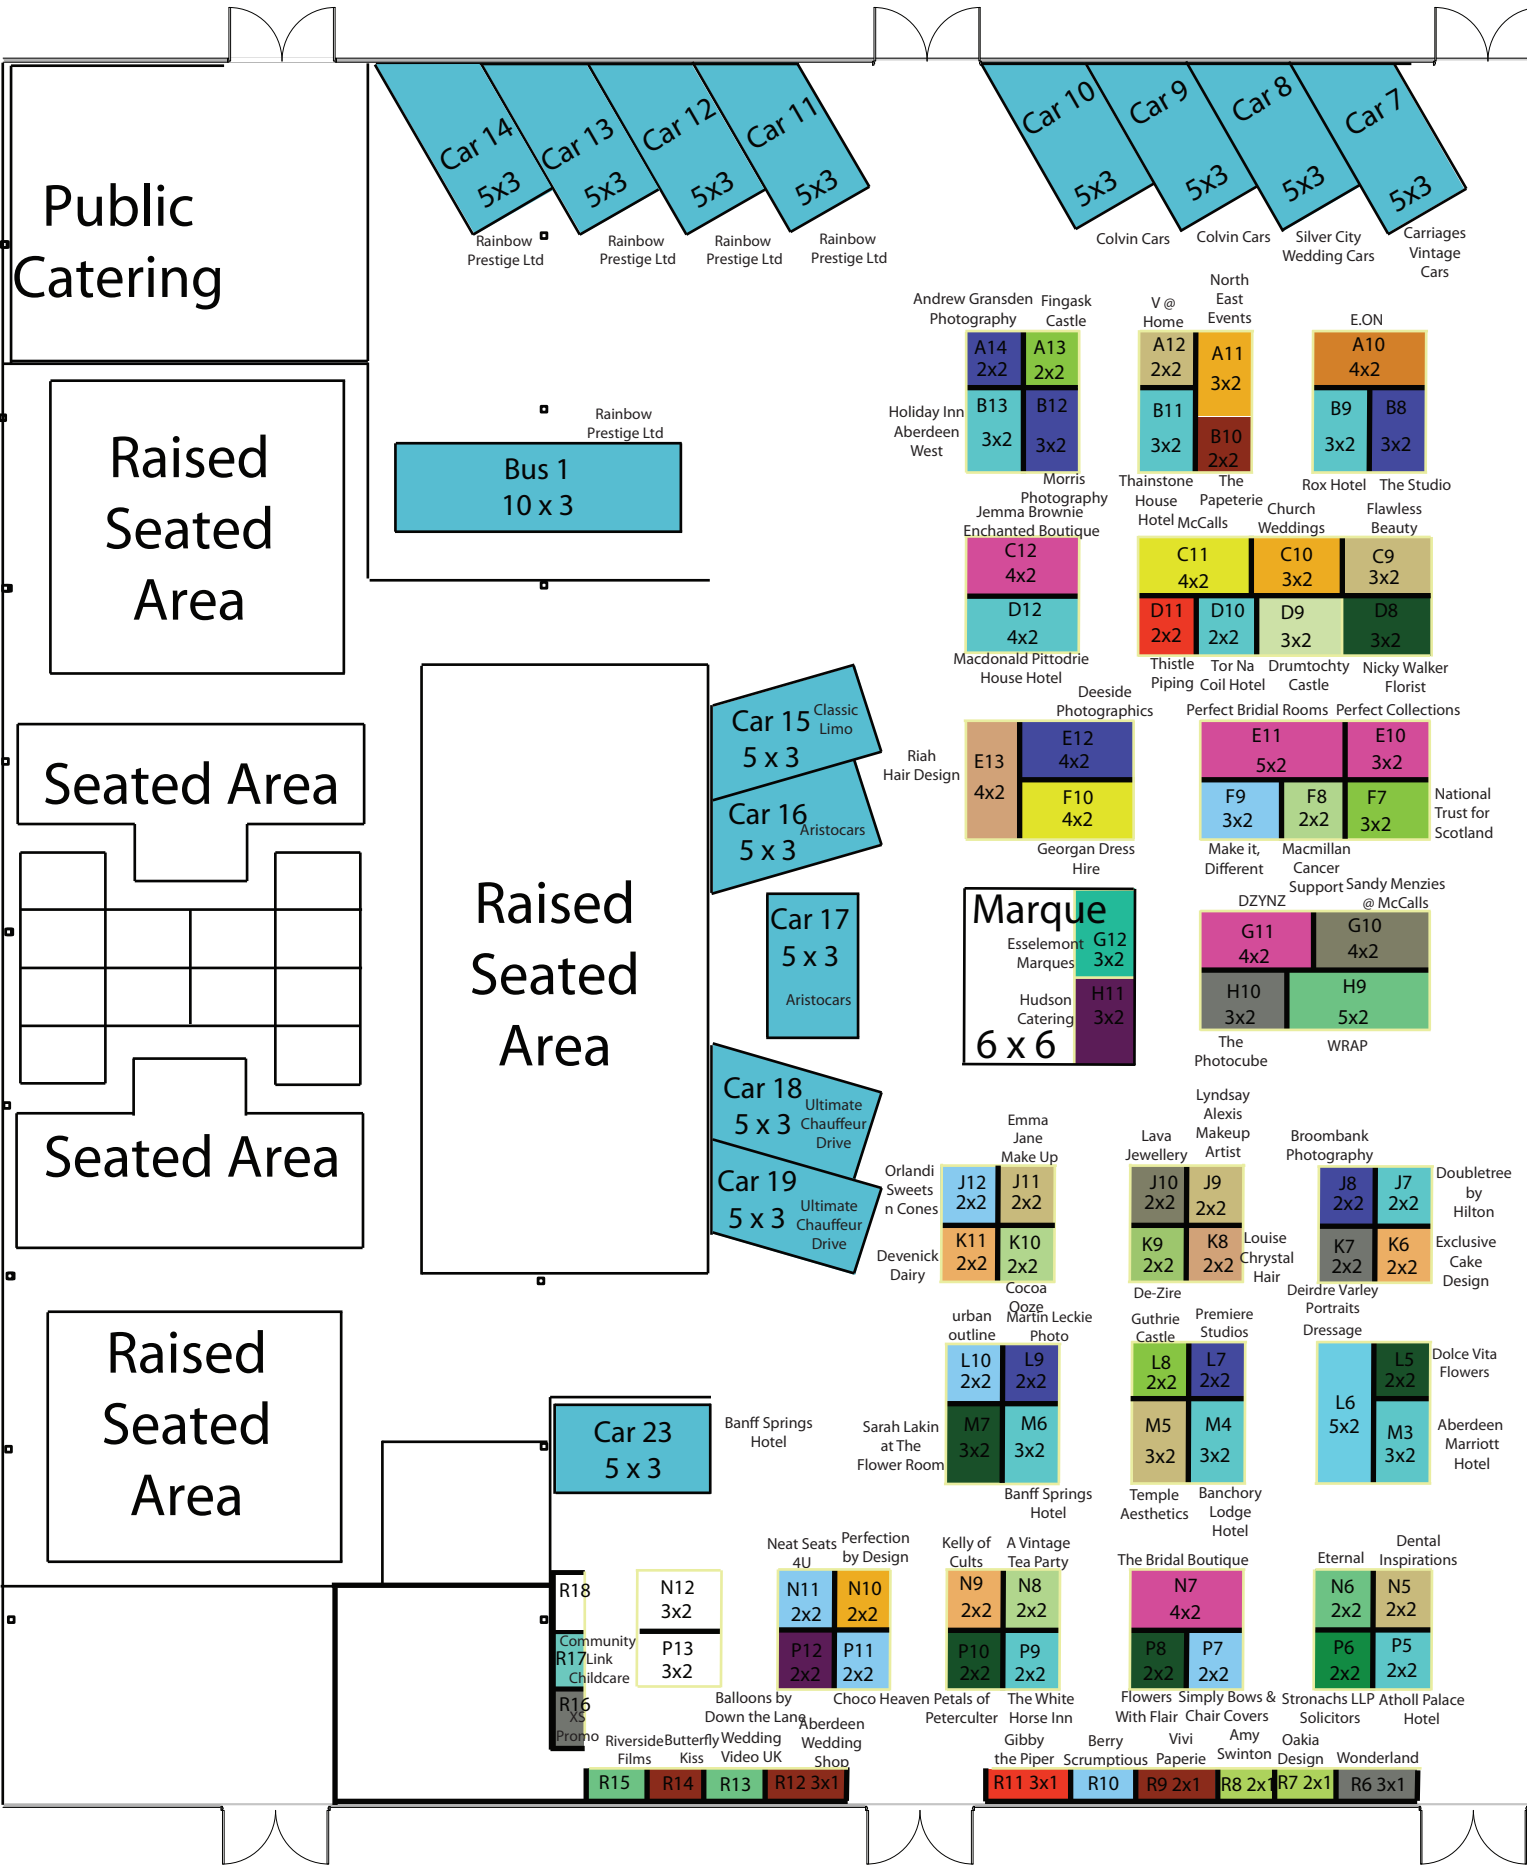 Public
Catering
Car 14
5x3
Car 13
5x3
Car 12
5x3
Car 11
5x3
Car 10
5x3
Car 9
5x3
Car 8
5x3
Car 7
5x3
Rainbow
Prestige Ltd
Rainbow
Prestige Ltd
Rainbow
Prestige Ltd
Rainbow
Prestige Ltd
Colvin Cars
Colvin Cars
Silver City
Wedding Cars
Carriages
Vintage
Cars
Andrew Gransden
Photography
Fingask
Castle
V @
Home
North
East
Events
E.ON
A14
2x2
A13
2x2
A12
2x2
A11
3x2
A10
4x2
Holiday Inn
Aberdeen
West
B13
3x2
B12
3x2
B11
3x2
B10
2x2
B9
3x2
B8
3x2
Morris
Photography
Thainstone
House
Hotel
The
Papeterie
Rox Hotel
The Studio
Raised
Seated
Area
Rainbow
Prestige Ltd
Bus 1
10 x 3
Jemma Brownie
Enchanted Boutique
McCalls
Church
Weddings
Flawless
Beauty
C12
4x2
C11
4x2
C10
3x2
C9
3x2
D12
4x2
D11
2x2
D10
2x2
D9
3x2
D8
3x2
Macdonald Pittodrie
House Hotel
Thistle
Piping
Tor Na
Coil Hotel
Drumtochty
Castle
Nicky Walker
Florist
Seated Area
Raised
Seated
Area
Car 15
5 x 3
Classic
Limo
Car 16
5 x 3
Aristocars
Car 17
5 x 3
Aristocars
Car 18
5 x 3
Ultimate
Chauffeur
Drive
Car 19
5 x 3
Ultimate
Chauffeur
Drive
Deeside
Photographics
Perfect Bridial Rooms
Perfect Collections
Riah
Hair Design
E13
4x2
E12
4x2
E11
5x2
E10
3x2
F10
4x2
F9
3x2
F8
2x2
F7
3x2
National
Trust for
Scotland
Georgan Dress
Hire
Make it,
Different
Macmillan
Cancer
Support
Marque
6 x 6
Esselemont
Marques
G12
3x2
Hudson
Catering
H11
3x2
DZYNZ
Sandy Menzies
@ McCalls
G11
4x2
G10
4x2
H10
3x2
H9
5x2
The
Photocube
WRAP
Seated Area
Emma
Jane
Make Up
Lava
Jewellery
Lyndsay
Alexis
Makeup
Artist
Broombank
Photography
Orlandi
Sweets
n Cones
J12
2x2
J11
2x2
J10
2x2
J9
2x2
J8
2x2
J7
2x2
Doubletree
by
Hilton
Devenick
Dairy
K11
2x2
K10
2x2
K9
2x2
K8
2x2
Louise
Chrystal
Hair
K7
2x2
K6
2x2
Exclusive
Cake
Design
Cocoa
Ooze
De-Zire
Deirdre Varley
Portraits
Raised
Seated
Area
urban
outline
Martin Leckie
Photo
Guthrie
Castle
Premiere
Studios
Dressage
L10
2x2
L9
2x2
L8
2x2
L7
2x2
L6
5x2
L5
2x2
Dolce Vita
Flowers
Car 23
5 x 3
Banff Springs
Hotel
Sarah Lakin
at The
Flower Room
M7
3x2
M6
3x2
M5
3x2
M4
3x2
M3
3x2
Aberdeen
Marriott
Hotel
Banff Springs
Hotel
Temple
Aesthetics
Banchory
Lodge
Hotel
Neat Seats
4U
Perfection
by Design
Kelly of
Cults
A Vintage
Tea Party
The Bridal Boutique
Eternal
Dental
Inspirations
R18
N12
3x2
N11
2x2
N10
2x2
N9
2x2
N8
2x2
N7
4x2
N6
2x2
N5
2x2
Community
Link
Childcare
R17
P13
3x2
P12
2x2
P11
2x2
P10
2x2
P9
2x2
P8
2x2
P7
2x2
P6
2x2
P5
2x2
R16
XS
Promo
Balloons by
Down the Lane
Choco Heaven
Petals of
Peterculter
The White
Horse Inn
Flowers
With Flair
Simply Bows &
Chair Covers
Stronachs LLP
Solicitors
Atholl Palace
Hotel
Riverside
Films
Butterfly
Kiss
Wedding
Video UK
Aberdeen
Wedding
Shop
Gibby
the Piper
Berry
Scrumptious
Vivi
Paperie
Amy
Swinton
Oakia
Design
Wonderland
R15
R14
R13
R12 3x1
R11 3x1
R10
R9 2x1
R8 2x1
R7 2x1
R6 3x1